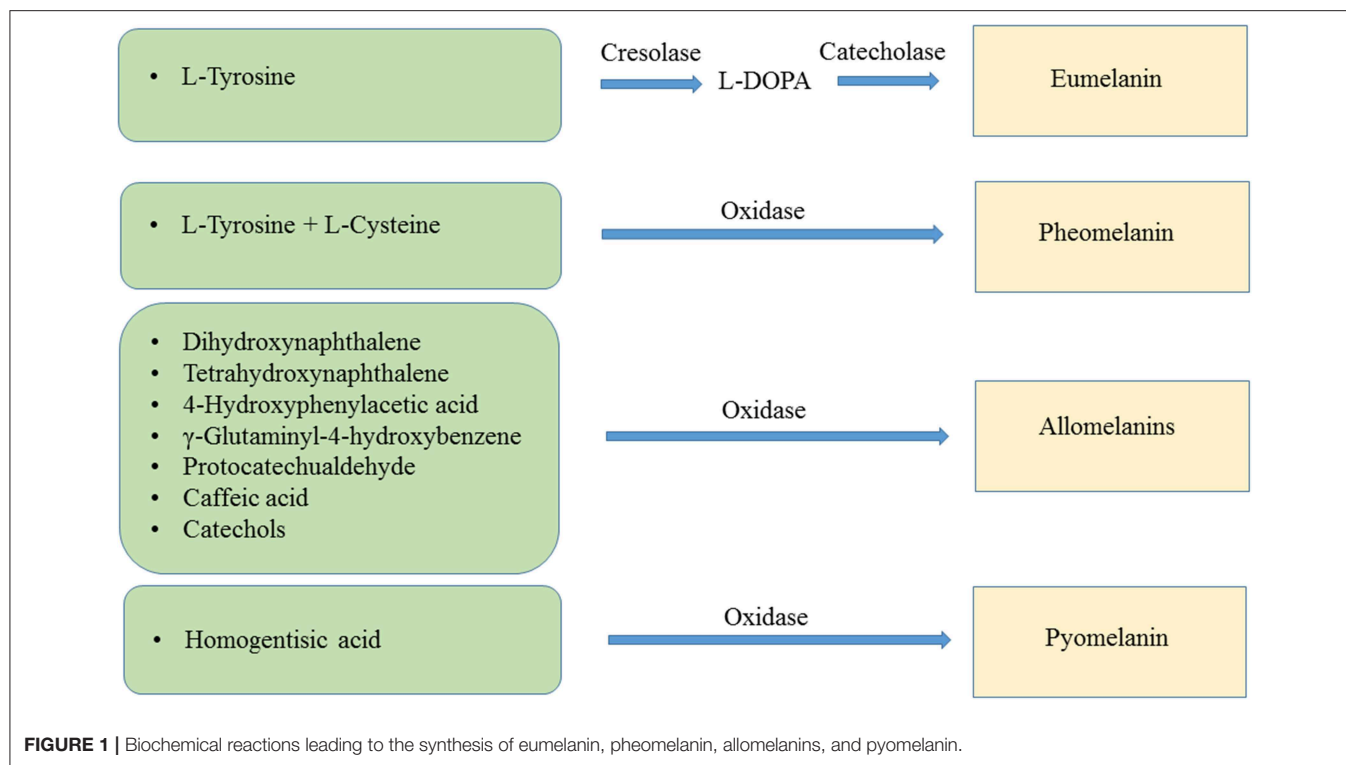 • L-Tyrosine
Cresolase
L-DOPA
Catecholase
Eumelanin
• L-Tyrosine + L-Cysteine
Oxidase
Pheomelanin
• Dihydroxynaphthalene
• Tetrahydroxynaphthalene
• 4-Hydroxyphenylacetic acid
• γ-Glutaminyl-4-hydroxybenzene
• Protocatechualdehyde
• Caffeic acid
• Catechols
Oxidase
Allomelanins
• Homogentisic acid
Oxidase
Pyomelanin
FIGURE 1 | Biochemical reactions leading to the synthesis of eumelanin, pheomelanin, allomelanins, and pyomelanin.